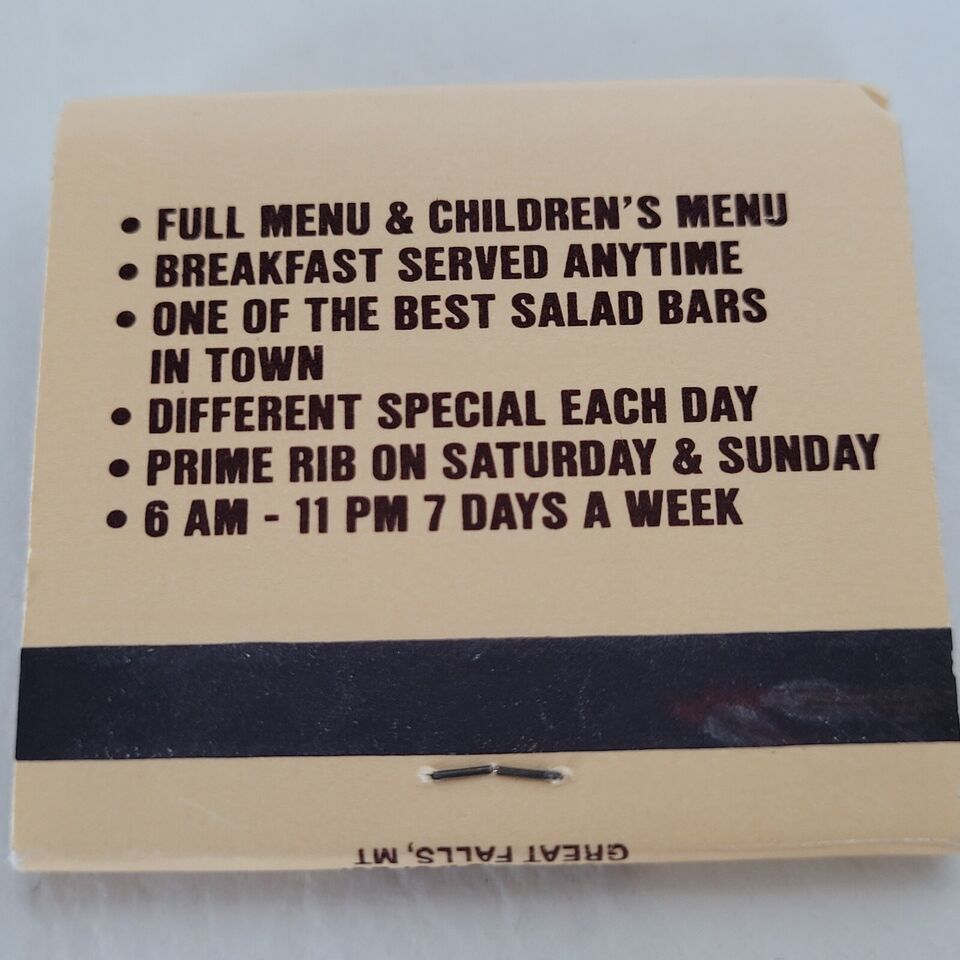 • FULL MENU & CHILDREN'S MENU
• BREAKFAST SERVED ANYTIME
• ONE OF THE BEST SALAD BARS
IN TOWN
• DIFFERENT SPECIAL EACH DAY
• PRIME RIB ON SATURDAY & SUNDAY
• 6 AM - 11 PM 7 DAYS A WEEK
GREAT FALLS, MT